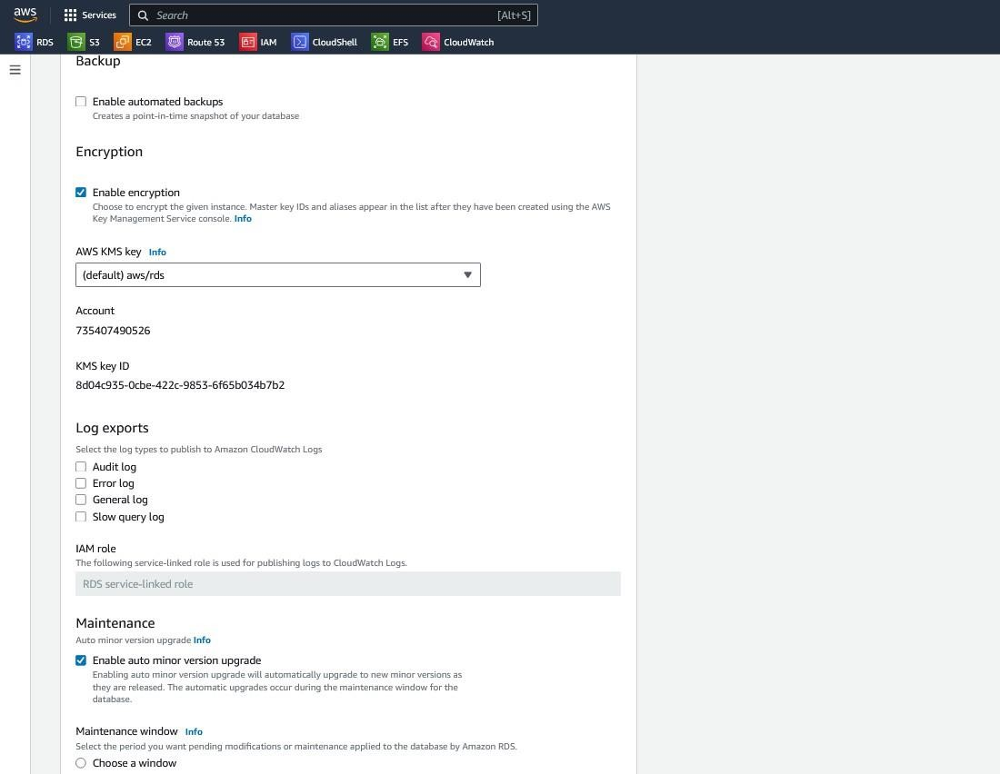 aws
Services
Search
[Alt+S]
RDS
S3
EC2
Route 53
IAM
CloudShell
EFS
CloudWatch
Backup
Enable automated backups
Creates a point-in-time snapshot of your database
Encryption
Enable encryption
Choose to encrypt the given instance. Master key IDs and aliases appear in the list after they have been created using the AWS
Key Management Service console. Info
AWS KMS key Info
(default) aws/rds
Account
735407490526
KMS key ID
8d04c935-0cbe-422c-9853-6f65b034b7b2
Log exports
Select the log types to publish to Amazon CloudWatch Logs
Audit log
Error log
General log
Slow query log
IAM role
The following service-linked role is used for publishing logs to CloudWatch Logs.
RDS service-linked role
Maintenance
Auto minor version upgrade Info
Enable auto minor version upgrade
Enabling auto minor version upgrade will automatically upgrade to new minor versions as
they are released. The automatic upgrades occur during the maintenance window for the
database.
Maintenance window Info
Select the period you want pending modifications or maintenance applied to the database by Amazon RDS.
Choose a window